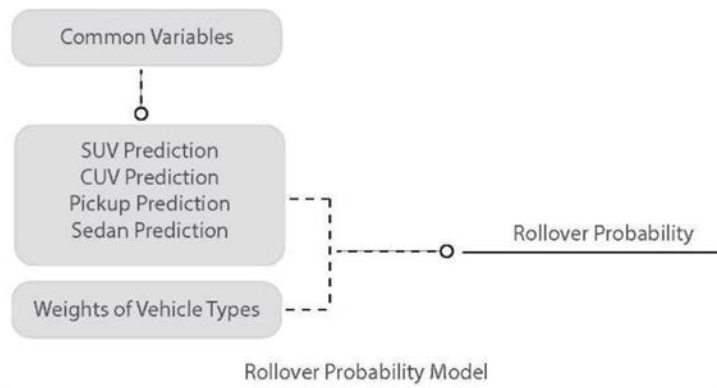 Common Variables
SUV Prediction
CUV Prediction
Pickup Prediction
Sedan Prediction
Rollover Probability
Weights of Vehicle Types
Rollover Probability Model